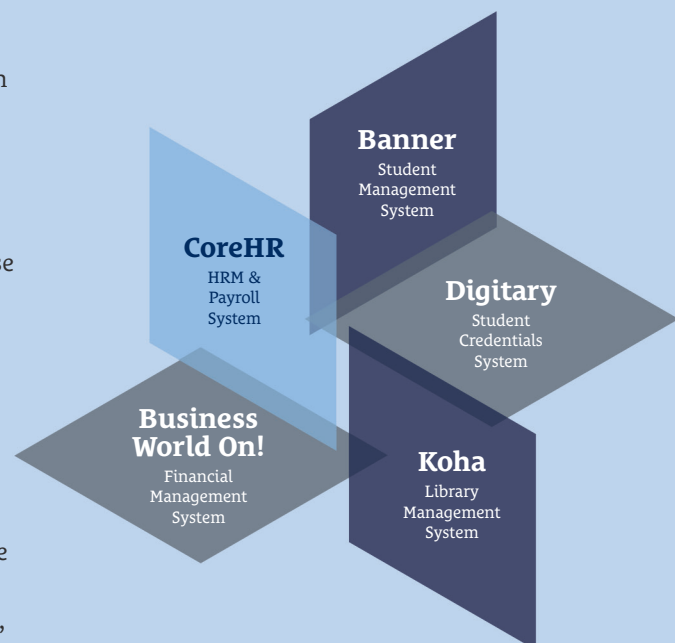 Banner
Student
Management
System
CoreHR
HRM &
Payroll
System
Digitary
Student
Credentials
System
Business
World On!
Financial
Management
System
Koha
Library
Management
System